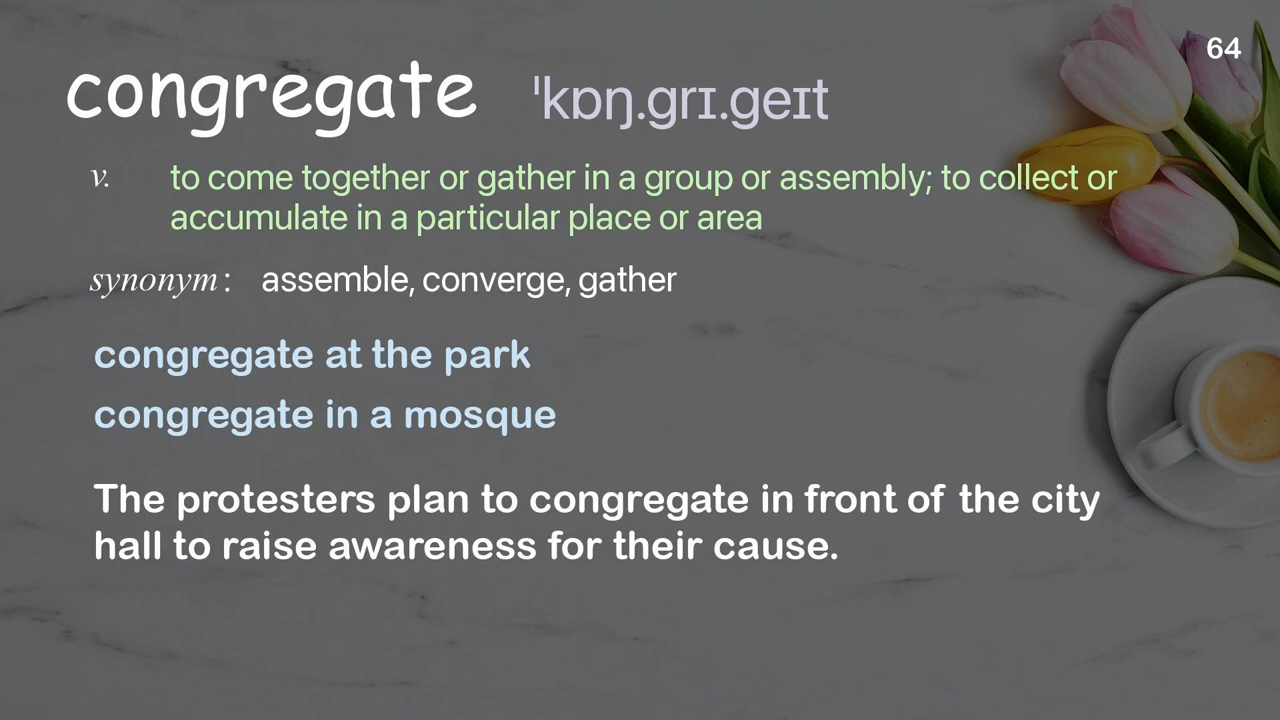 64
congregate ˈkɒŋ.grɪ.geɪt
v. to come together or gather in a group or assembly; to collect or
accumulate in a particular place or area
synonym: assemble, converge, gather
congregate at the park
congregate in a mosque
The protesters plan to congregate in front of the city
hall to raise awareness for their cause.